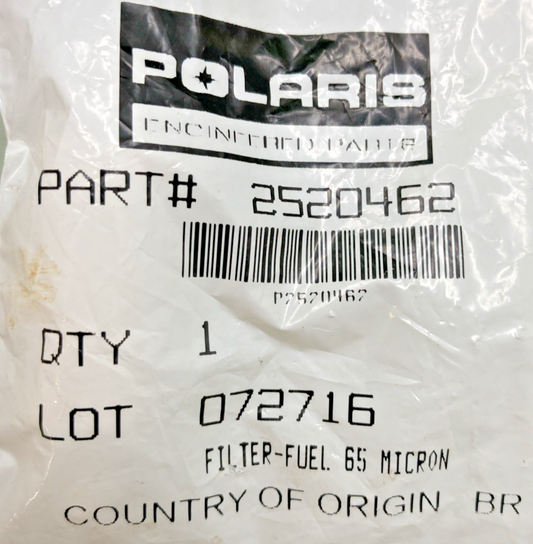 POLARIS
ENGINEERED PARTS
PART# 2520462
P2520462
QTY 1
LOT 072716
FILTER-FUEL. 65 MICRON
COUNTRY OF ORIGIN BR